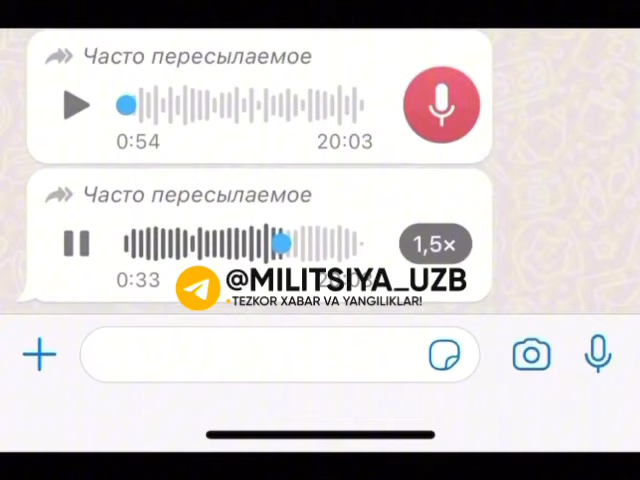 Часто пересылаемое
0:54 20:03
Часто пересылаемое
1,5×
0:33
@MILITSIYA_UZB
TEZKOR XABAR VA YANGILIKLAR!